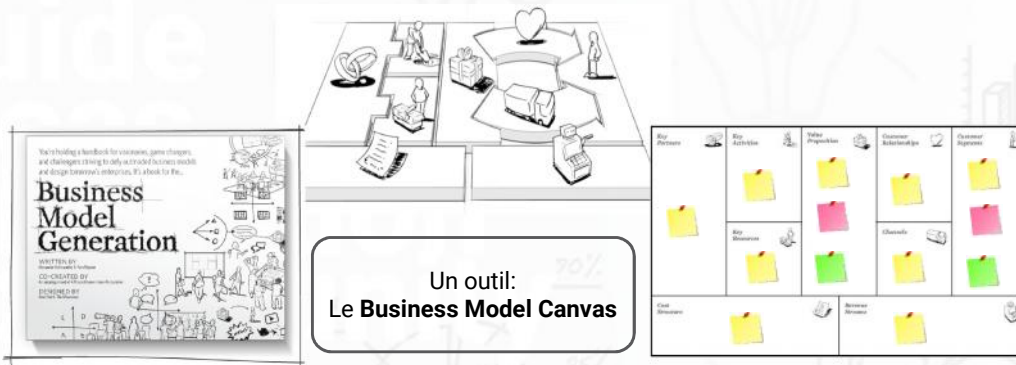 You're holding a handbook for visionaries, game changers,
and challengers striving to defy outmoded business models
and design tomorrow's enterprises. It's a book for the...
Business
Model
Generation
WRITTEN BY
CO-CREATED BY
DESIGNED BY
Un outil:
Le Business Model Canvas
Key
Partners
Key
Activities
Value
Proposition
Customer
Relationships
Customer
Segments
Key
Resources
Channels
Cost
Structure
Revenue
Streams
90%